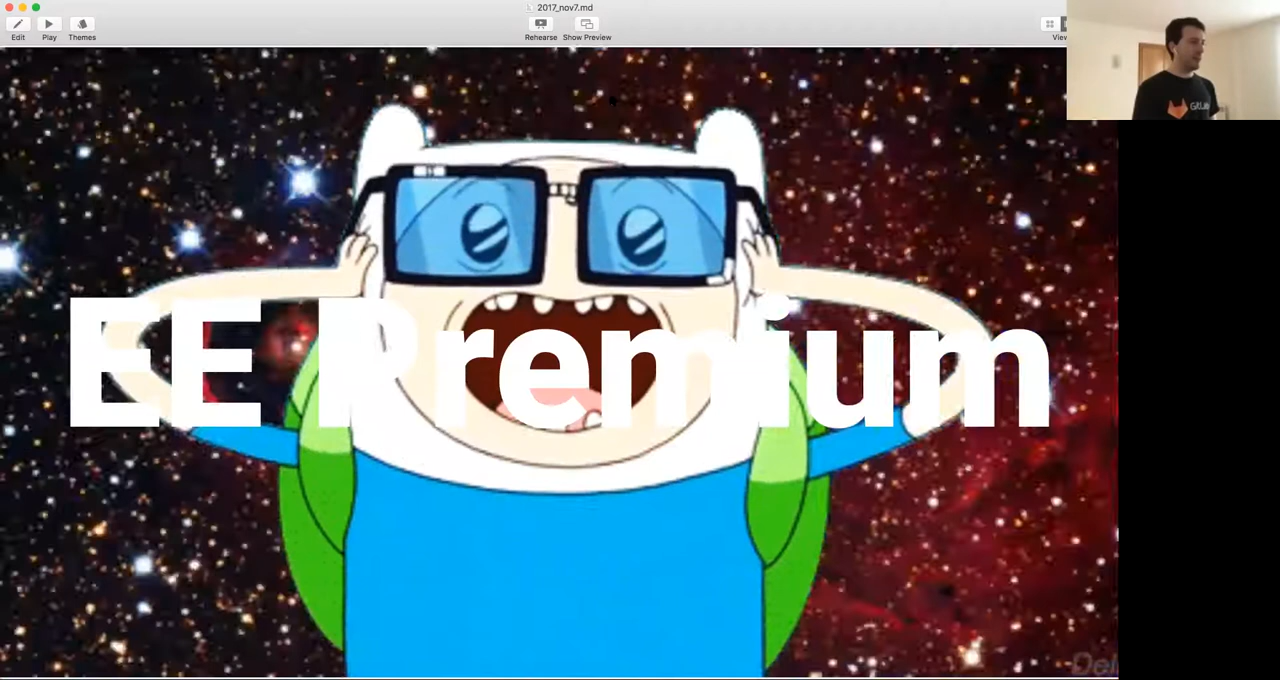 2017_nov7.md
Edit
Play
Themes
Rehearse
Show Preview
EE Premium